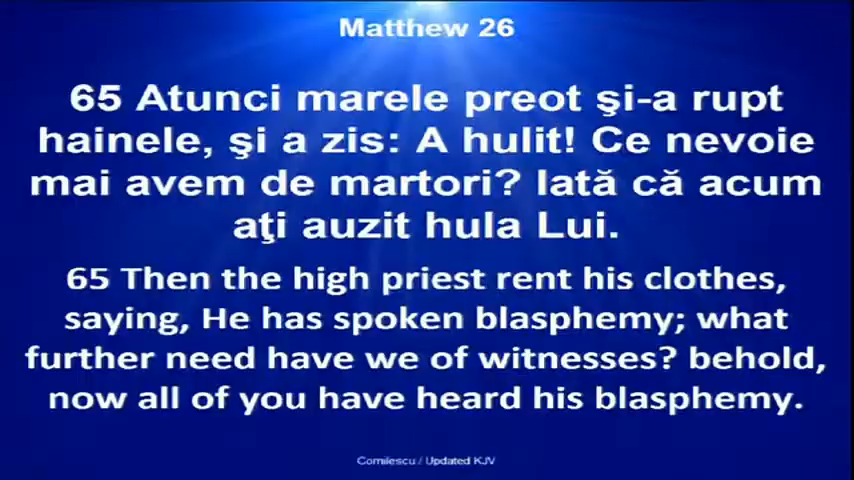 Matthew 26
65 Atunci marele preot şi-a rupt
hainele, şi a zis: A hulit! Ce nevoie
mai avem de martori? Iată că acum
aţi auzit hula Lui.
65 Then the high priest rent his clothes,
saying, He has spoken blasphemy; what
further need have we of witnesses? behold,
now all of you have heard his blasphemy.
Cornilescu / Updated KJV